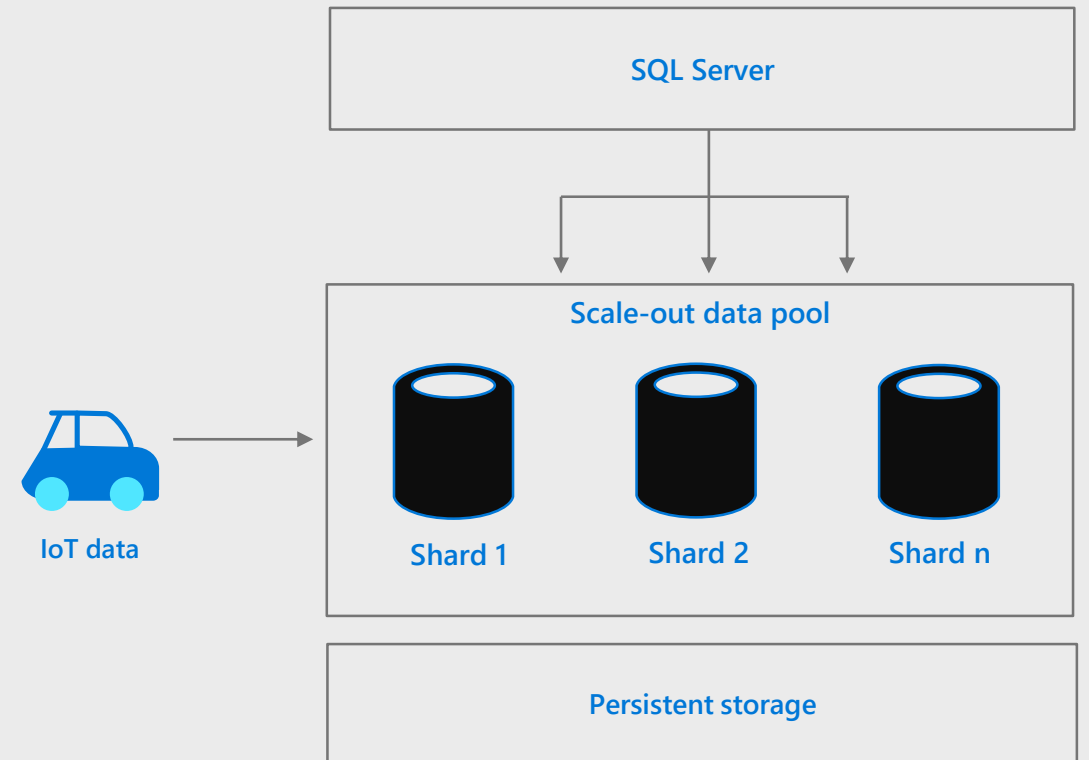 SQL Server
Scale-out data pool
IoT data
Shard 1
Shard 2
Shard n
Persistent storage